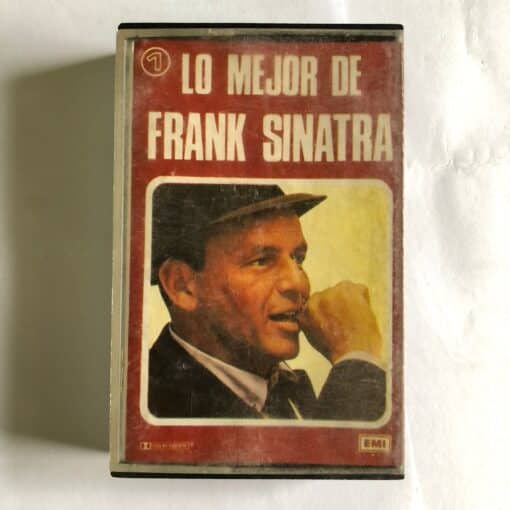 1
LO MEJOR DE
FRANK SINATRA
EMI